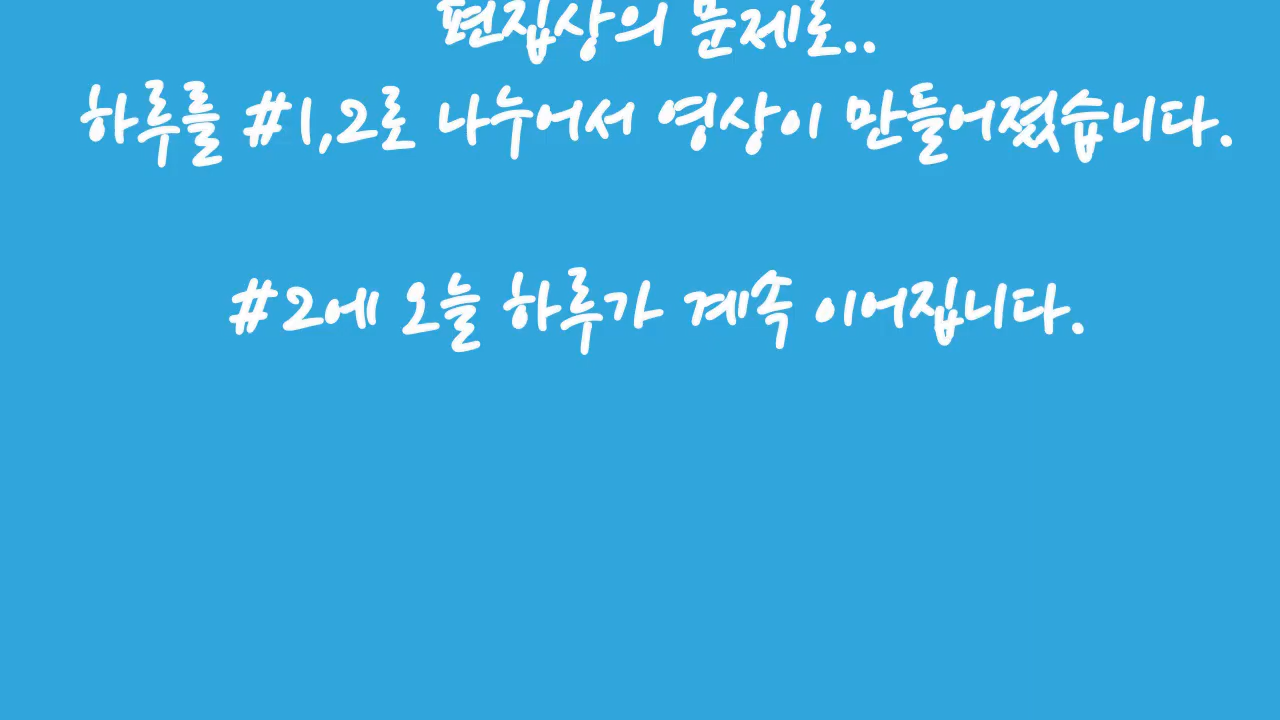 편집상의 문제로..
하루를 #1,2로 나누어서 영상이 만들어졌습니다.
#2에 오늘 하루가 계속 이어집니다.